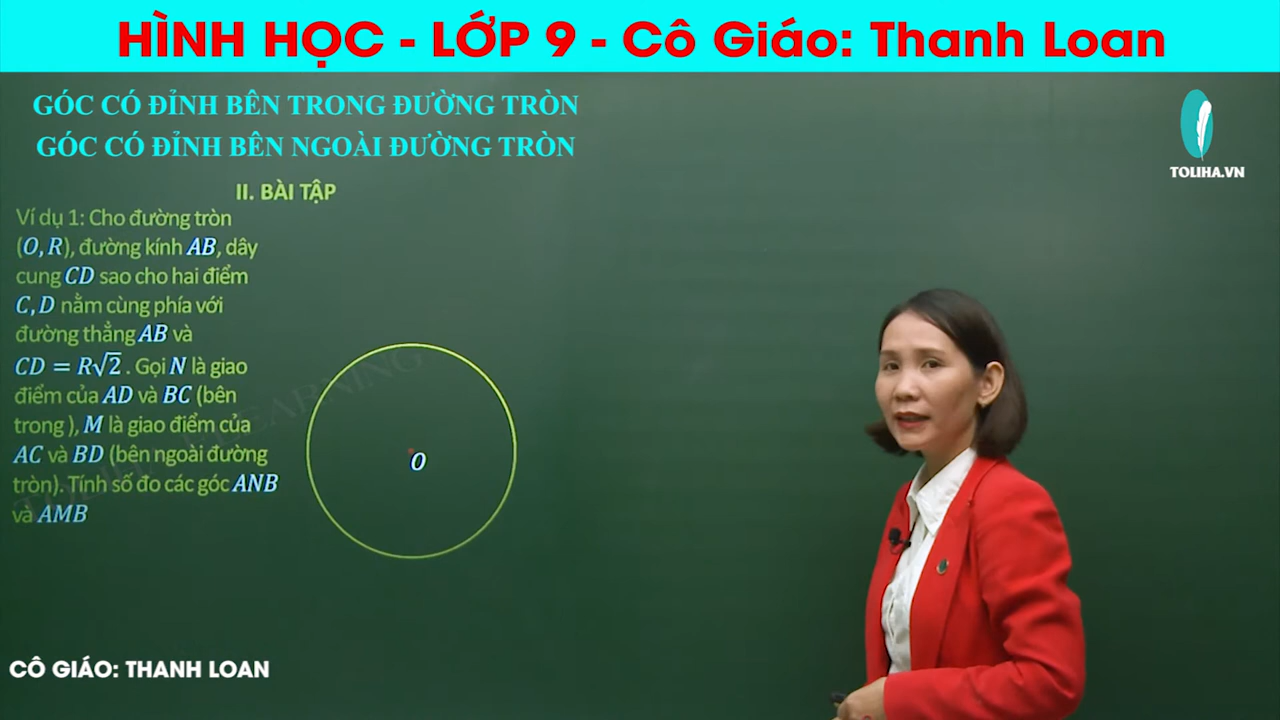 HÌNH HỌC - LỚP 9 - Cô Giáo: Thanh Loan
GÓC CÓ ĐỈNH BÊN TRONG ĐƯỜNG TRÒN
GÓC CÓ ĐỈNH BÊN NGOÀI ĐƯỜNG TRÒN
TOLIHA.VN
II. BÀI TẬP
Ví dụ 1: Cho đường tròn
(O, R), đường kính AB, dây
cung CD sao cho hai điểm
C, D nằm cùng phía với
đường thẳng AB và
CD = R√2 . Gọi N là giao
điểm của AD và BC (bên
trong ), M là giao điểm của
AC và BD (bên ngoài đường
tròn). Tính số đo các góc ANB
và AMB
O
CÔ GIÁO: THANH LOAN